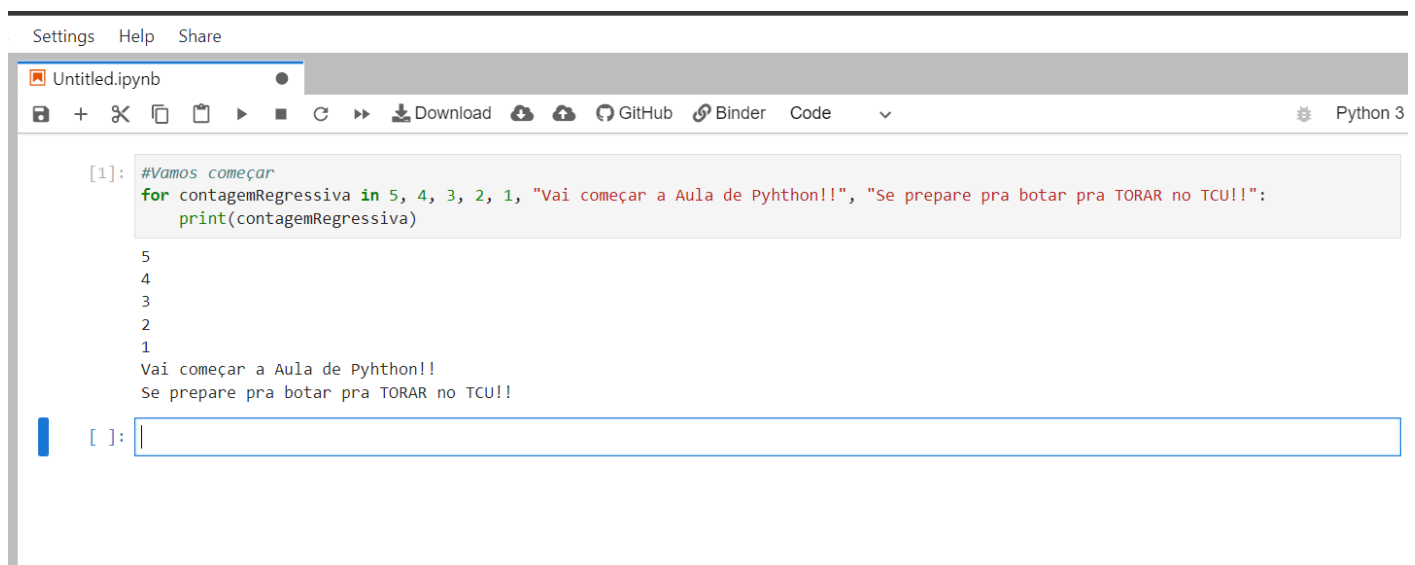 Settings Help Share
Untitled.ipynb
Download GitHub Binder Code Python 3
[1]: #Vamos começar
for contagemRegressiva in 5, 4, 3, 2, 1, "Vai começar a Aula de Pyhthon!!", "Se prepare pra botar pra TORAR no TCU!!":
print(contagemRegressiva)
5
4
3
2
1
Vai começar a Aula de Pyhthon!!
Se prepare pra botar pra TORAR no TCU!!
[ ]: